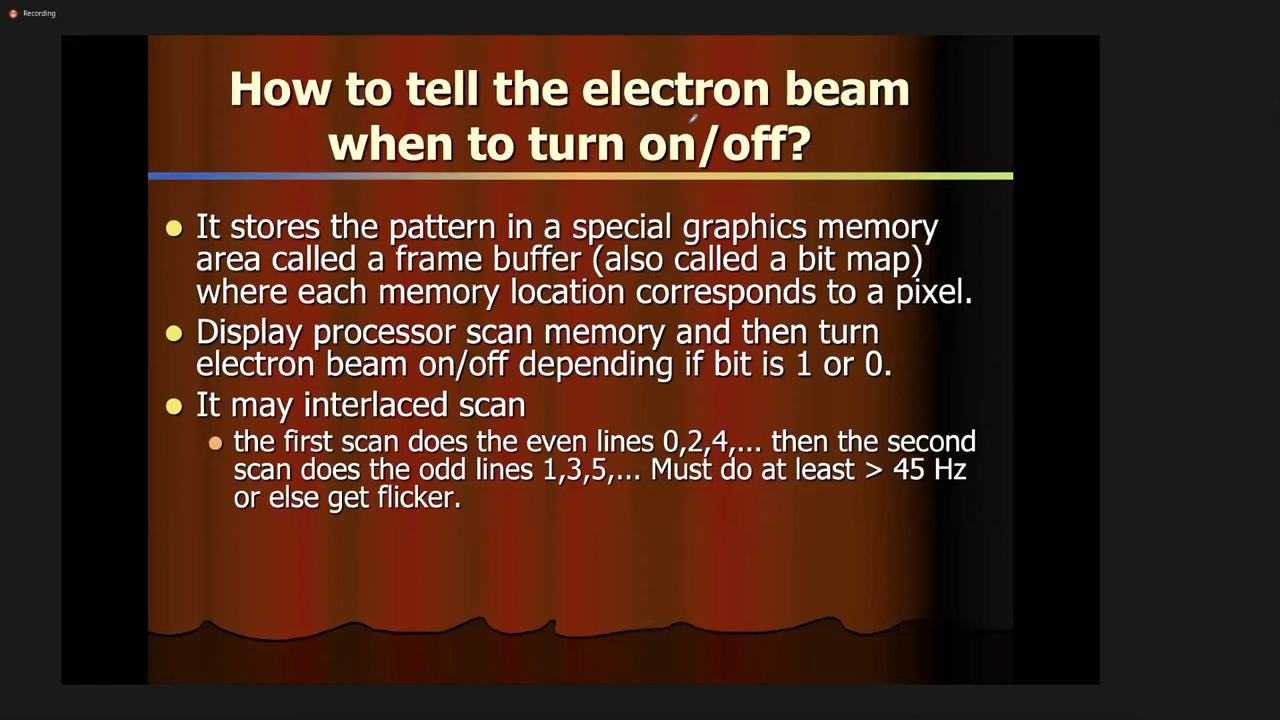 Recording
How to tell the electron beam
when to turn on/off?
It stores the pattern in a special graphics memory
area called a frame buffer (also called a bit map)
where each memory location corresponds to a pixel.
Display processor scan memory and then turn
electron beam on/off depending if bit is 1 or 0.
It may interlaced scan
the first scan does the even lines 0,2,4,... then the second
scan does the odd lines 1,3,5,... Must do at least > 45 Hz
or else get flicker.